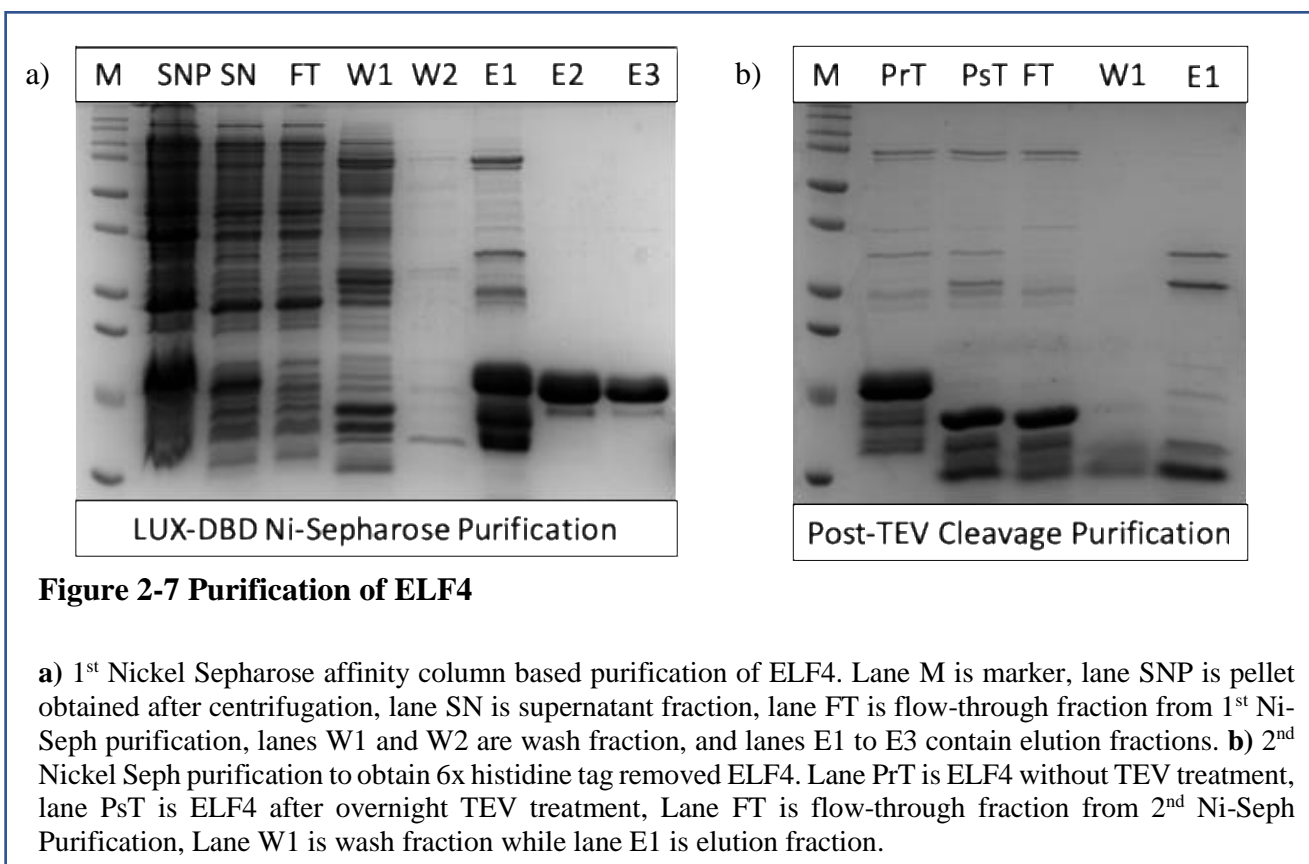 a) M SNP SN FT W1 W2 E1 E2 E3
b) M PrT PsT FT W1 E1
LUX-DBD Ni-Sepharose Purification
Post-TEV Cleavage Purification
Figure 2-7 Purification of ELF4
a) 1st Nickel Sepharose affinity column based purification of ELF4. Lane M is marker, lane SNP is pellet
obtained after centrifugation, lane SN is supernatant fraction, lane FT is flow-through fraction from 1st Ni-
Seph purification, lanes W1 and W2 are wash fraction, and lanes E1 to E3 contain elution fractions. b) 2nd
Nickel Seph purification to obtain 6x histidine tag removed ELF4. Lane PrT is ELF4 without TEV treatment,
lane PsT is ELF4 after overnight TEV treatment, Lane FT is flow-through fraction from 2nd Ni-Seph
Purification, Lane W1 is wash fraction while lane E1 is elution fraction.